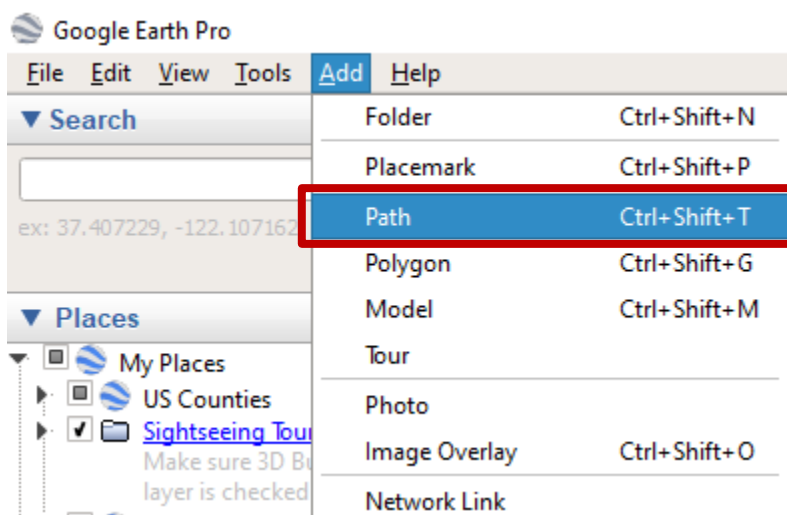 Google Earth Pro
File Edit View Tools Add Help
Search
ex: 37.407229, -122.107162
Places
My Places
US Counties
Sightseeing Tour
Make sure 3D
layer is checked
Folder Ctrl+Shift+N
Placemark Ctrl+Shift+P
Path Ctrl+Shift+T
Polygon Ctrl+Shift+G
Model Ctrl+Shift+M
Tour
Photo
Image Overlay Ctrl+Shift+O
Network Link